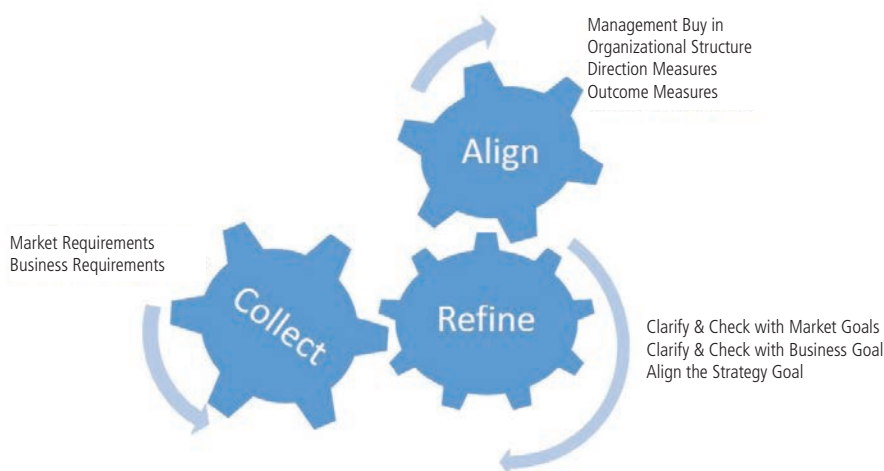 Management Buy in
Organizational Structure
Direction Measures
Outcome Measures
Align
Market Requirements
Business Requirements
Collect
Refine
Clarify & Check with Market Goals
Clarify & Check with Business Goal
Align the Strategy Goal